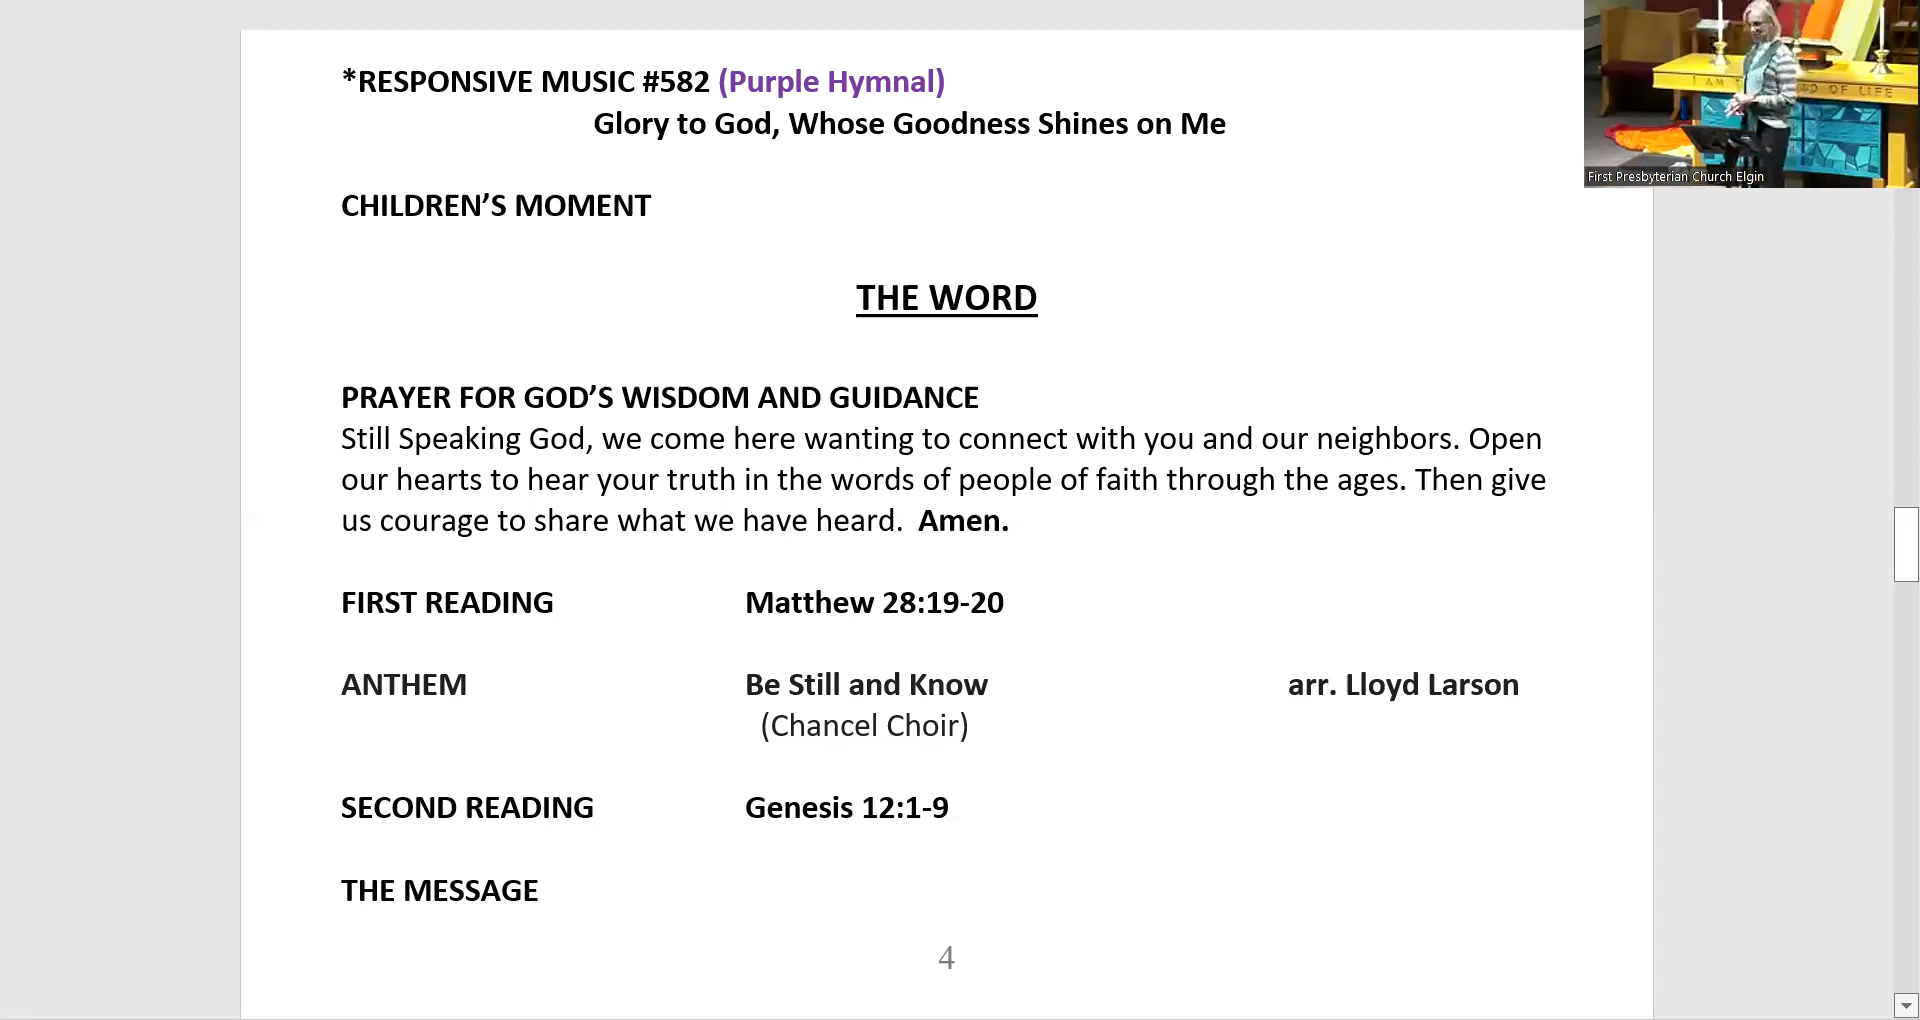 *RESPONSIVE MUSIC #582 (Purple Hymnal)
Glory to God, Whose Goodness Shines on Me
CHILDREN’S MOMENT
THE WORD
PRAYER FOR GOD’S WISDOM AND GUIDANCE
Still Speaking God, we come here wanting to connect with you and our neighbors. Open
our hearts to hear your truth in the words of people of faith through the ages. Then give
us courage to share what we have heard.  Amen.
FIRST READING Matthew 28:19-20
ANTHEM Be Still and Know arr. Lloyd Larson
(Chancel Choir)
SECOND READING Genesis 12:1-9
THE MESSAGE
4
I AM OF LIFE
First Presbyterian Church Elgin